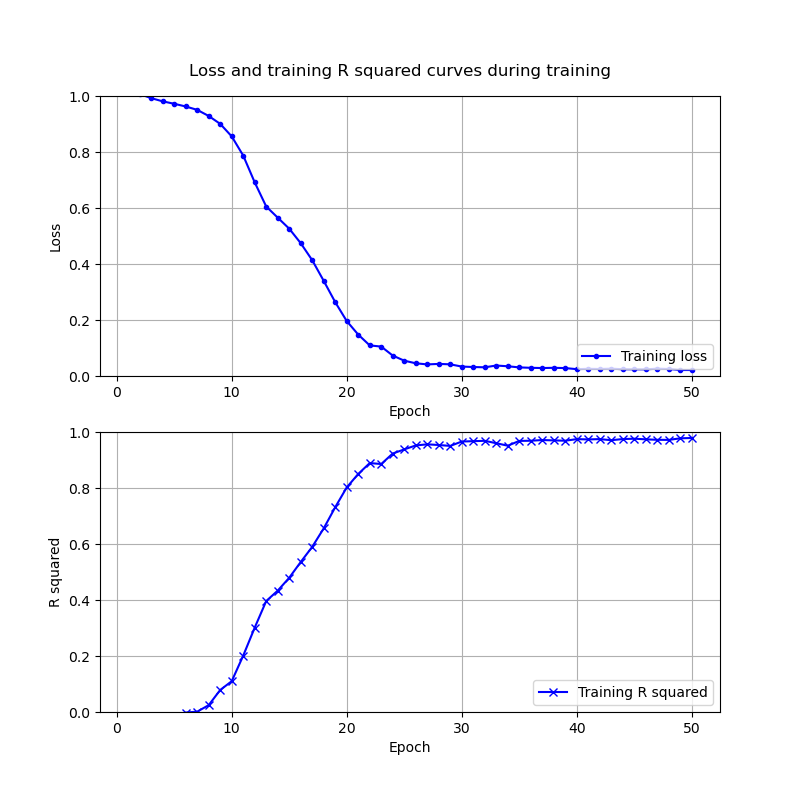 Loss and training R squared curves during training
1.0
0.8
0.6
0.4
0.2
0.0
Loss
Training loss
0 10 20 30 40 50
Epoch
1.0
0.8
0.6
0.4
0.2
0.0
R squared
Training R squared
0 10 20 30 40 50
Epoch